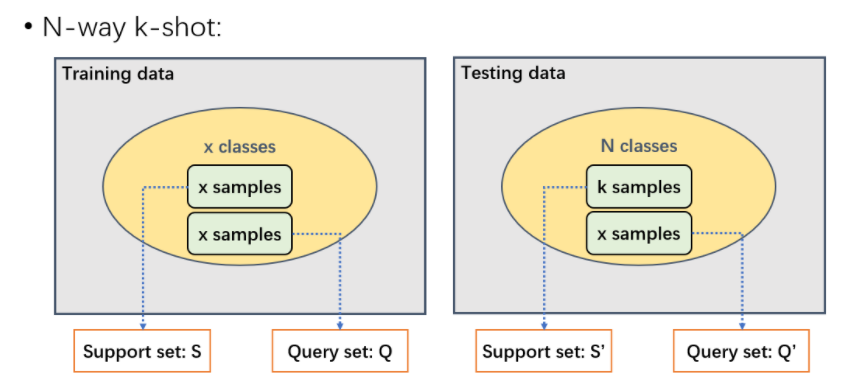 • N-way k-shot:
Training data
x classes
x samples
x samples
Support set: S
Query set: Q
Testing data
N classes
k samples
x samples
Support set: S’
Query set: Q’